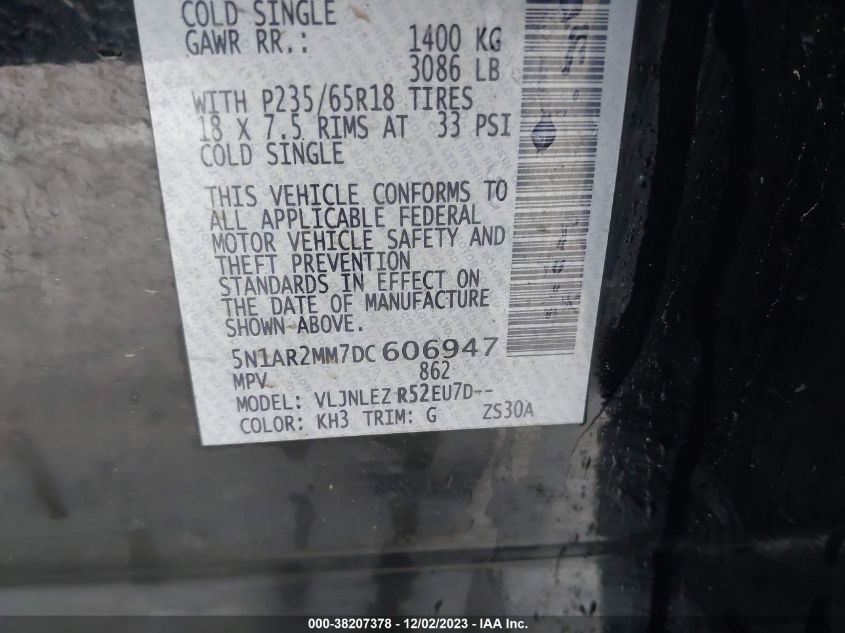 COLD SINGLE
GAWR RR.: 1400 KG
3086 LB
WITH P235/65R18 TIRES
18 X 7.5 RIMS AT 33 PSI
COLD SINGLE
THIS VEHICLE CONFORMS TO
ALL APPLICABLE FEDERAL
MOTOR VEHICLE SAFETY AND
THEFT PREVENTION
STANDARDS IN EFFECT ON
THE DATE OF MANUFACTURE
SHOWN ABOVE.
5N1AR2MM7DC606947
MPV 862
MODEL: VLJNLEZ R52EU7D--
COLOR: KH3 TRIM: G ZS30A
000-38207378 - 12/02/2023 - IAA Inc.